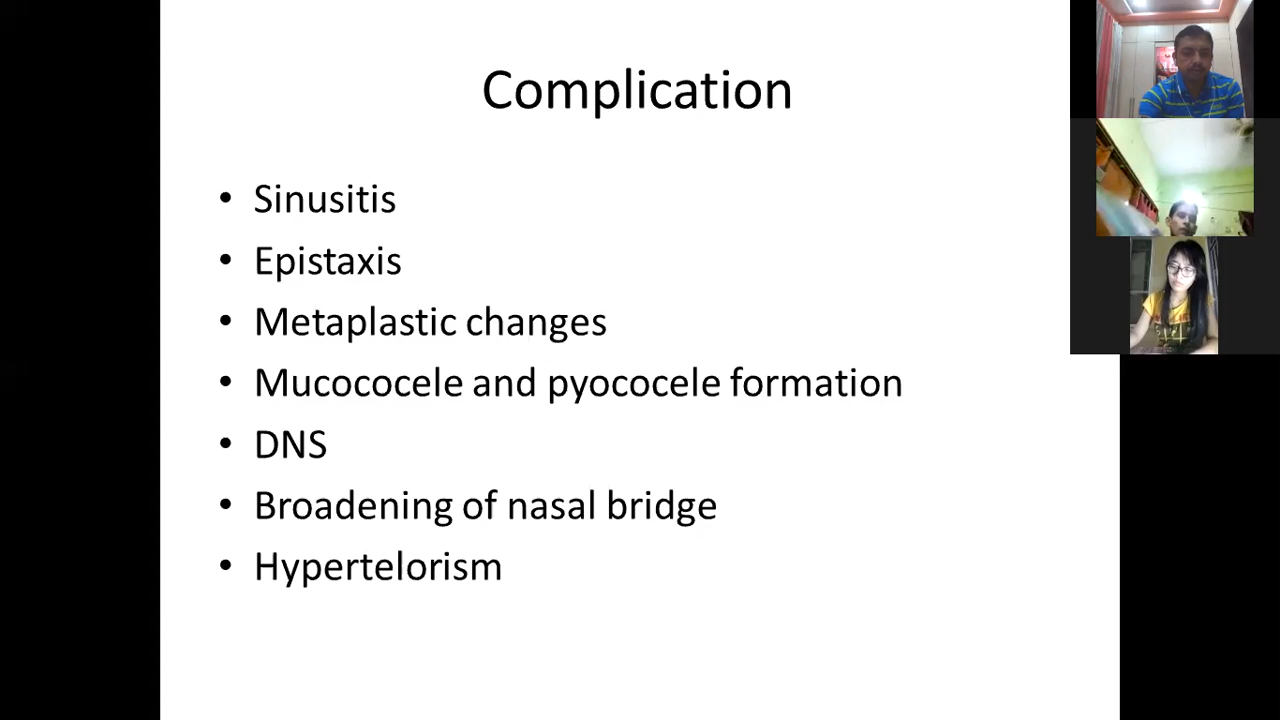 Complication
• Sinusitis
• Epistaxis
• Metaplastic changes
• Mucococele and pyococele formation
• DNS
• Broadening of nasal bridge
• Hypertelorism